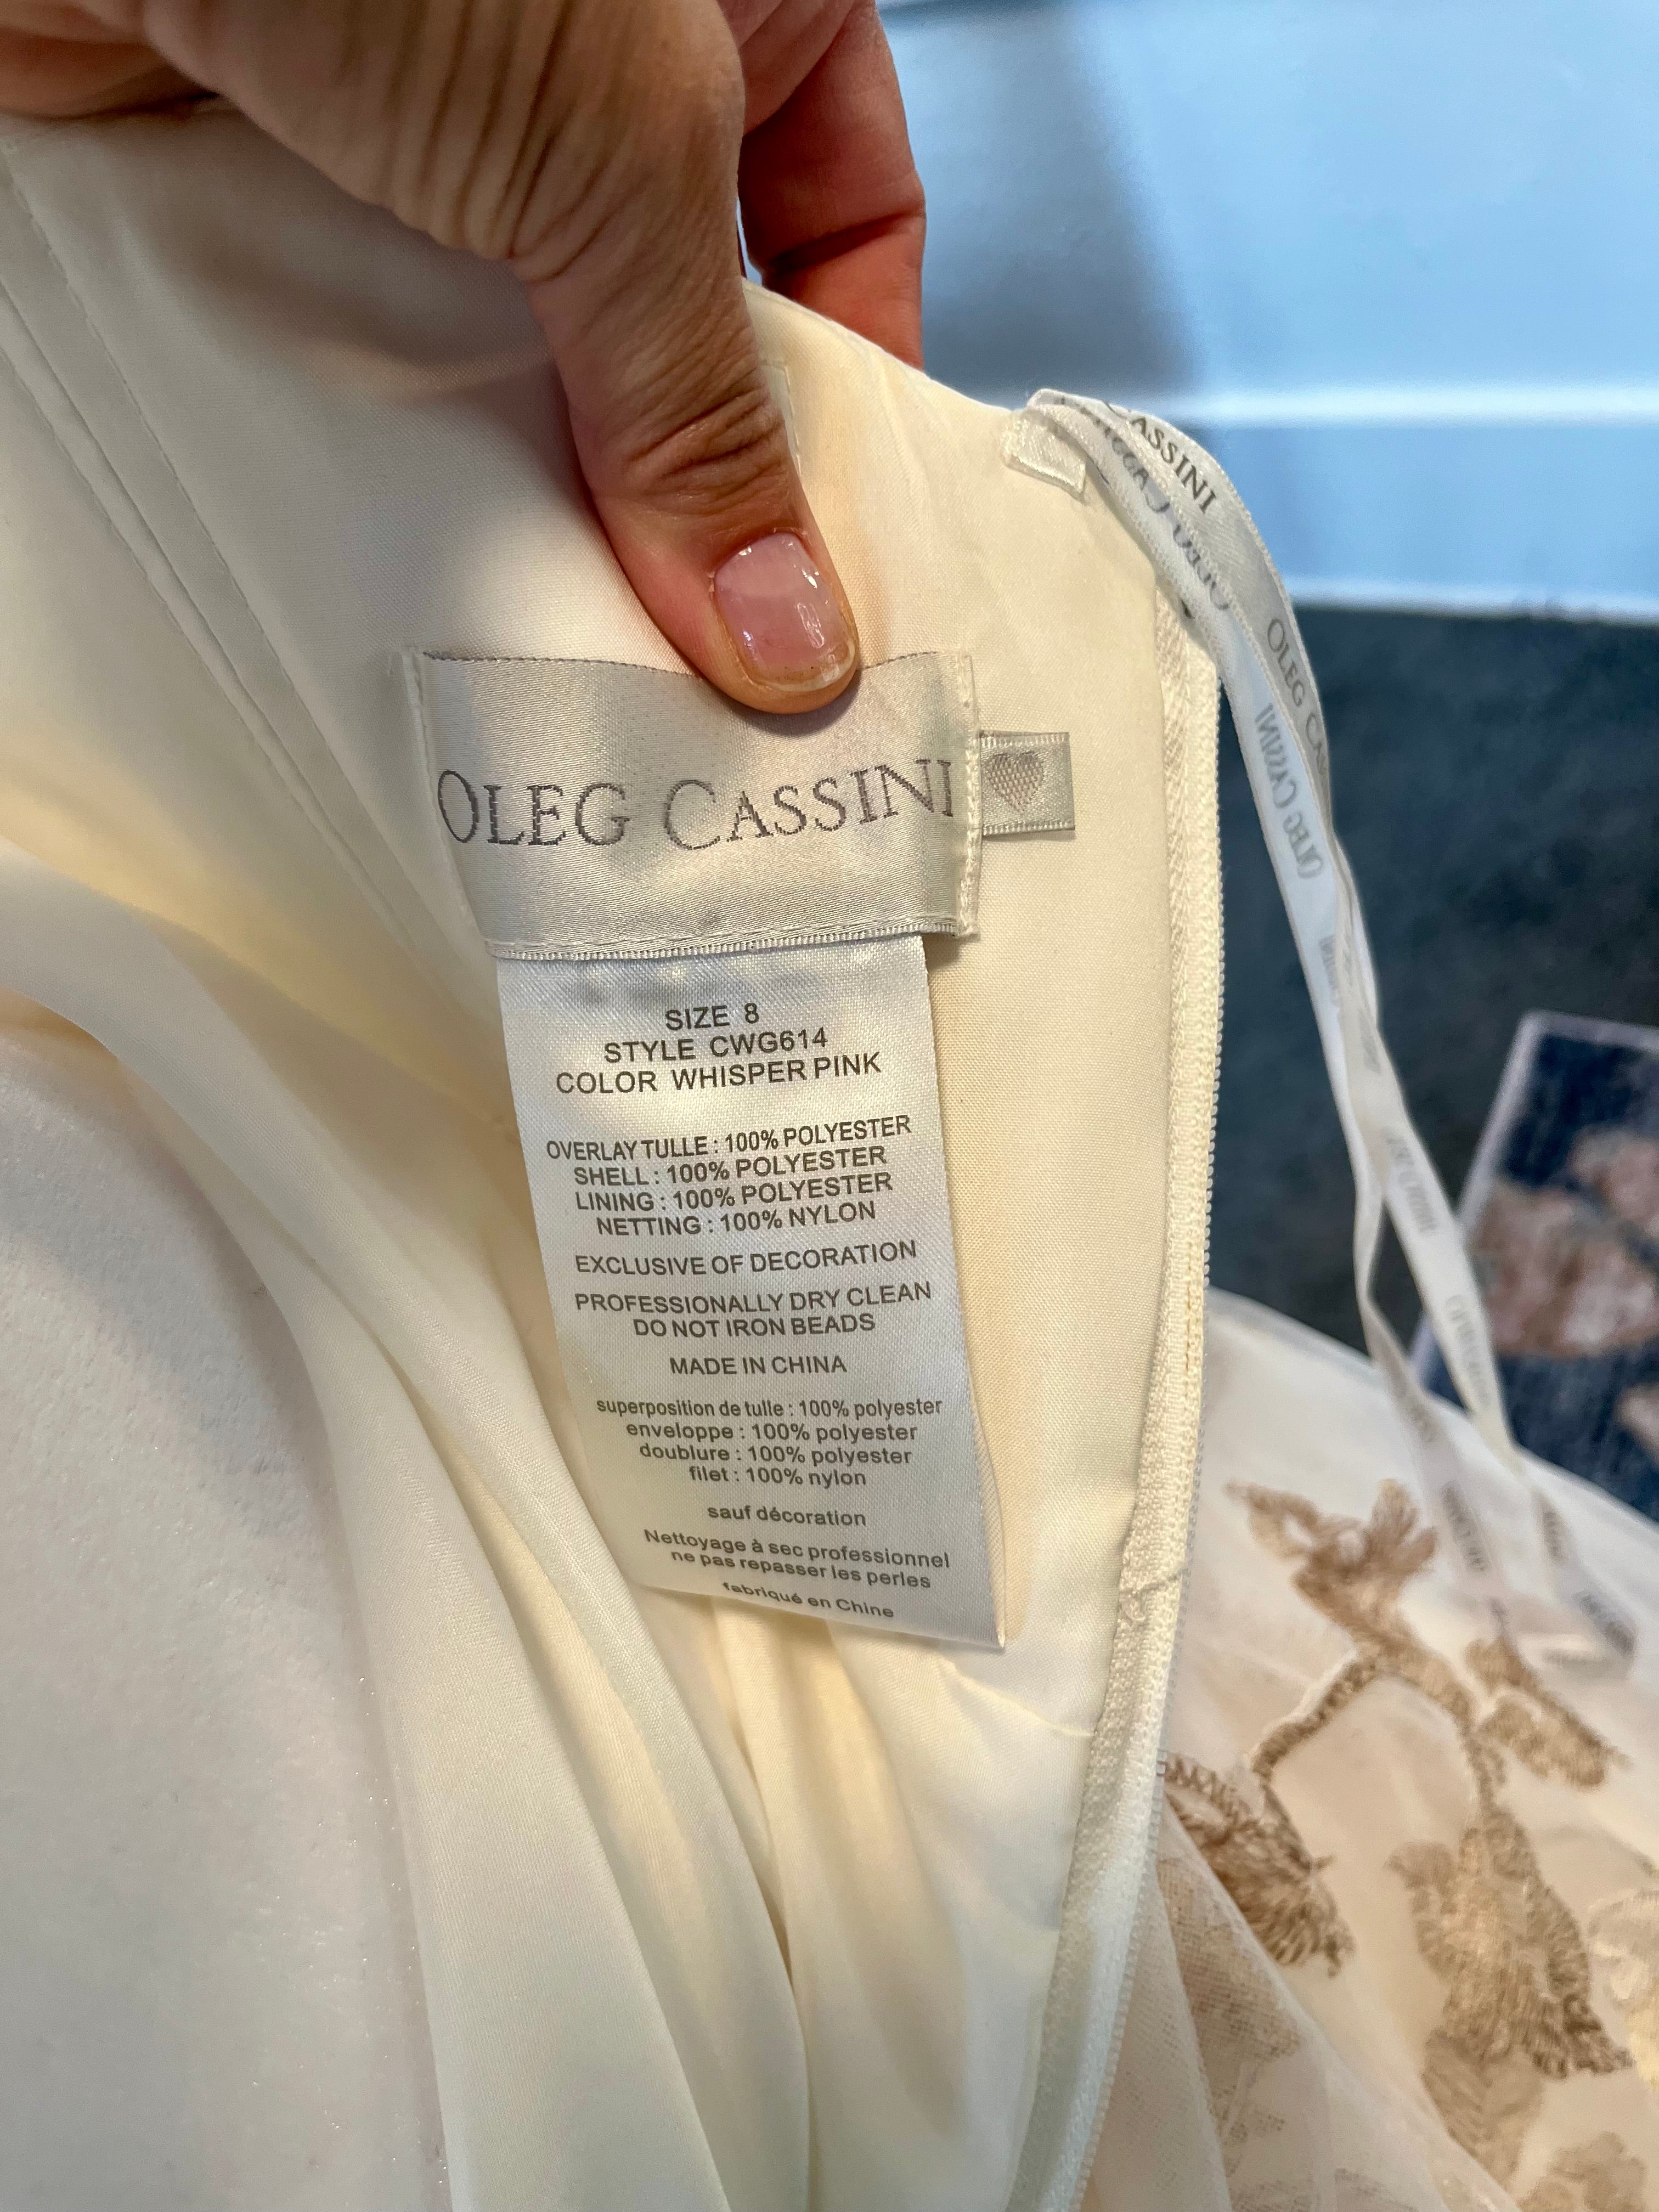 OLEG CASSINI
SIZE 8
STYLE CWG614
COLOR WHISPER PINK
OVERLAY TULLE : 100% POLYESTER
SHELL : 100% POLYESTER
LINING : 100% POLYESTER
NETTING : 100% NYLON
EXCLUSIVE OF DECORATION
PROFESSIONALLY DRY CLEAN
DO NOT IRON BEADS
MADE IN CHINA
superposition de tulle : 100% polyester
enveloppe : 100% polyester
doublure : 100% polyester
filet : 100% nylon
sauf décoration
Nettoyage à sec professionnel
ne pas repasser les perles
fabriqué en Chine
CASSINI
OLEG
OLEG CASSINI